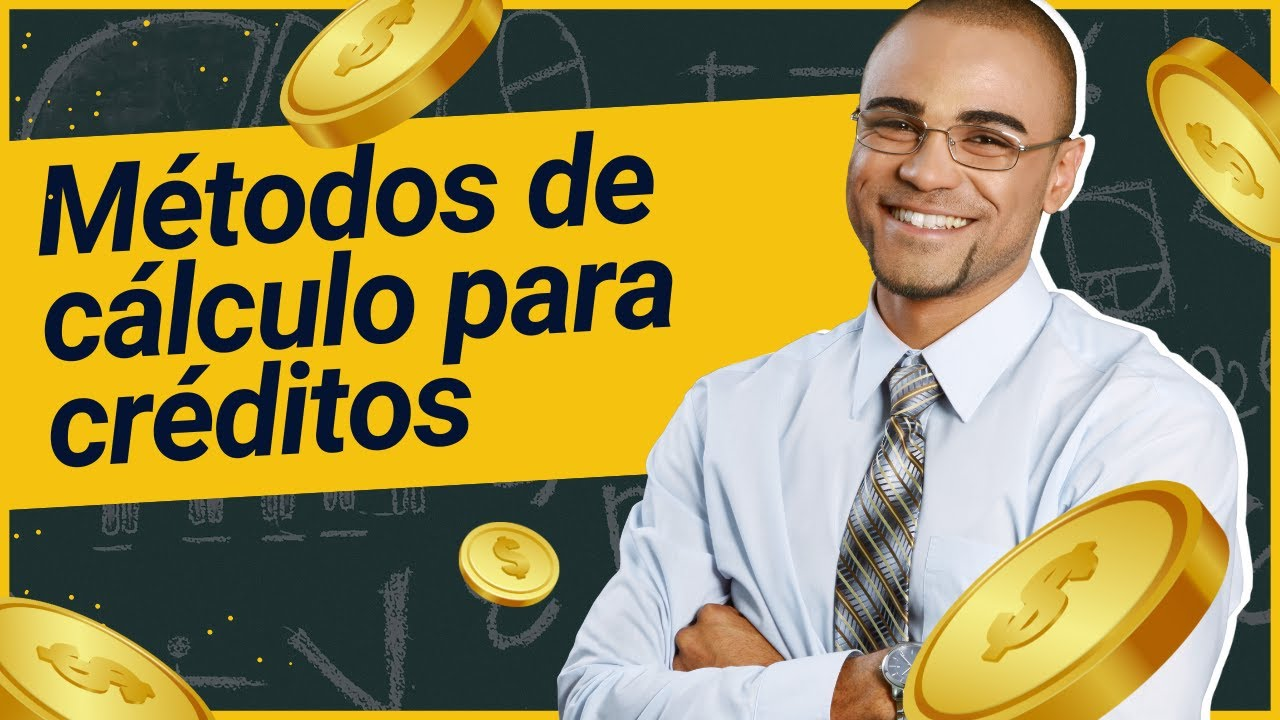 Métodos de
cálculo para
créditos